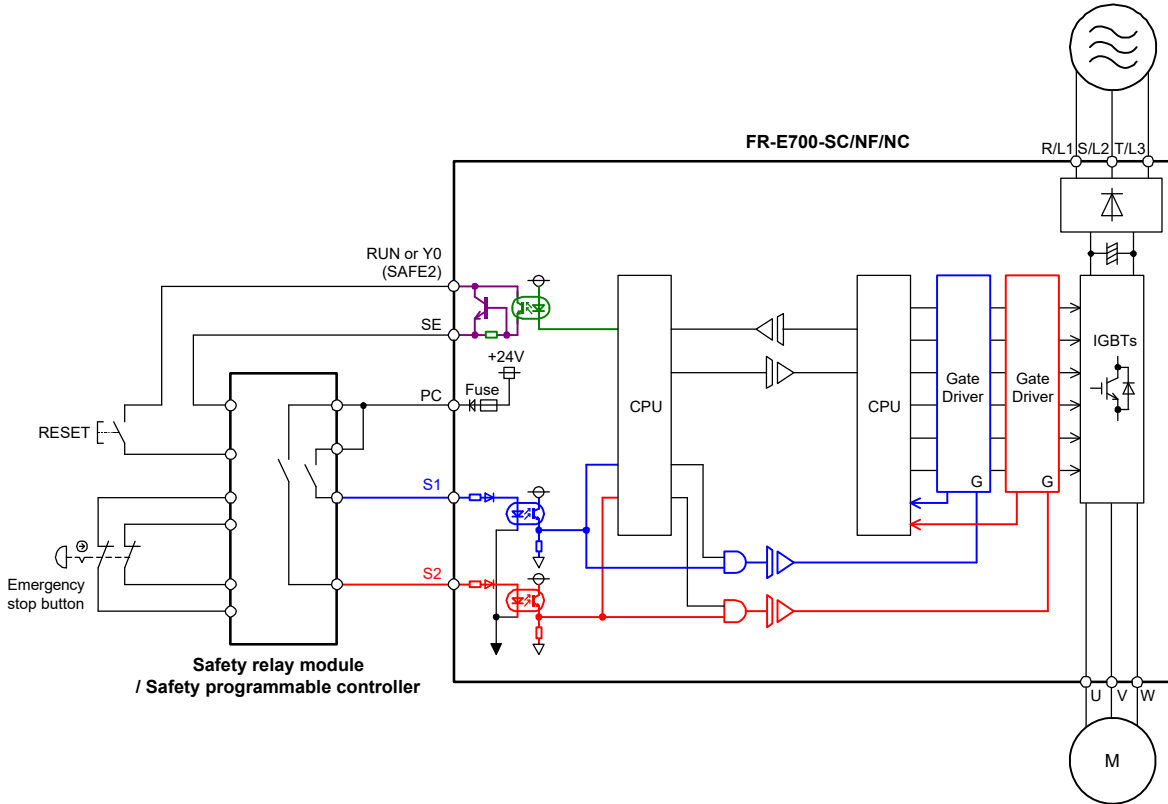 FR-E700-SC/NF/NC
R/L1 S/L2 T/L3
RUN or Y0
(SAFE2)
SE
+24V
PC
Fuse
RESET
CPU
CPU
Gate
Driver
Gate
Driver
IGBTs
S1
G
G
S2
Emergency
stop button
Safety relay module
/ Safety programmable controller
U
V
W
M